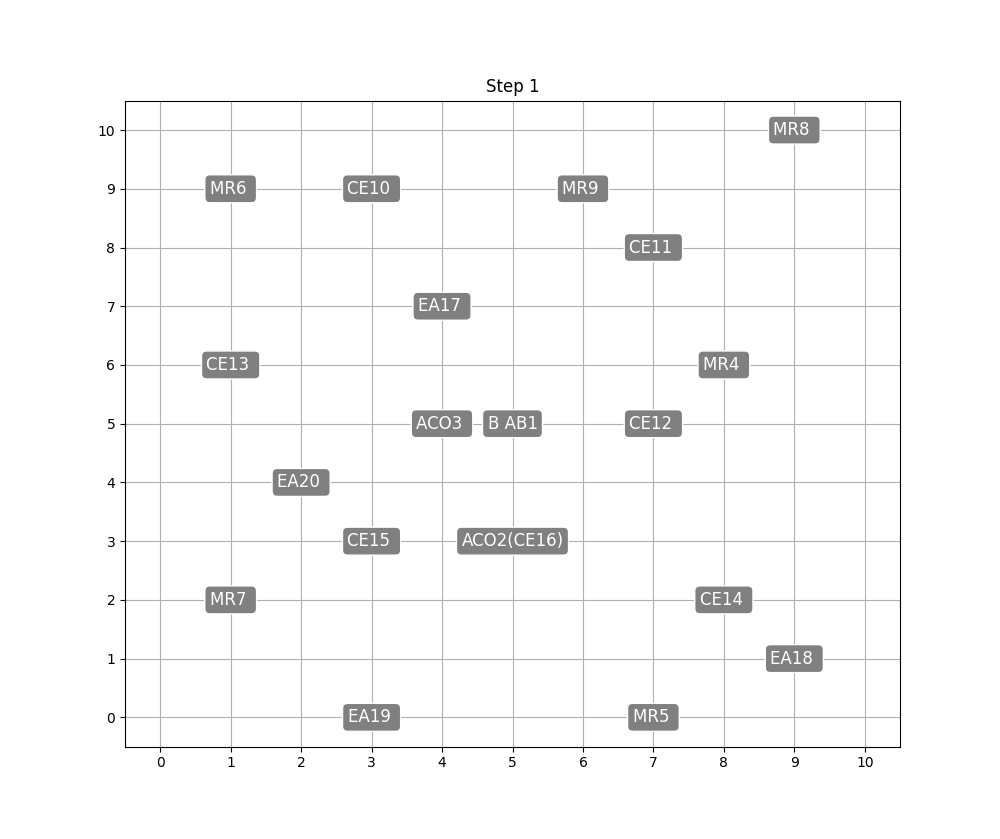 Step 1
10
MR8
9
MR6
CE10
MR9
8
CE11
7
EA17
6
CE13
MR4
5
ACO3
B AB1
CE12
4
EA20
3
CE15
ACO2(CE16)
2
MR7
CE14
1
EA18
0
EA19
MR5
0 1 2 3 4 5 6 7 8 9 10